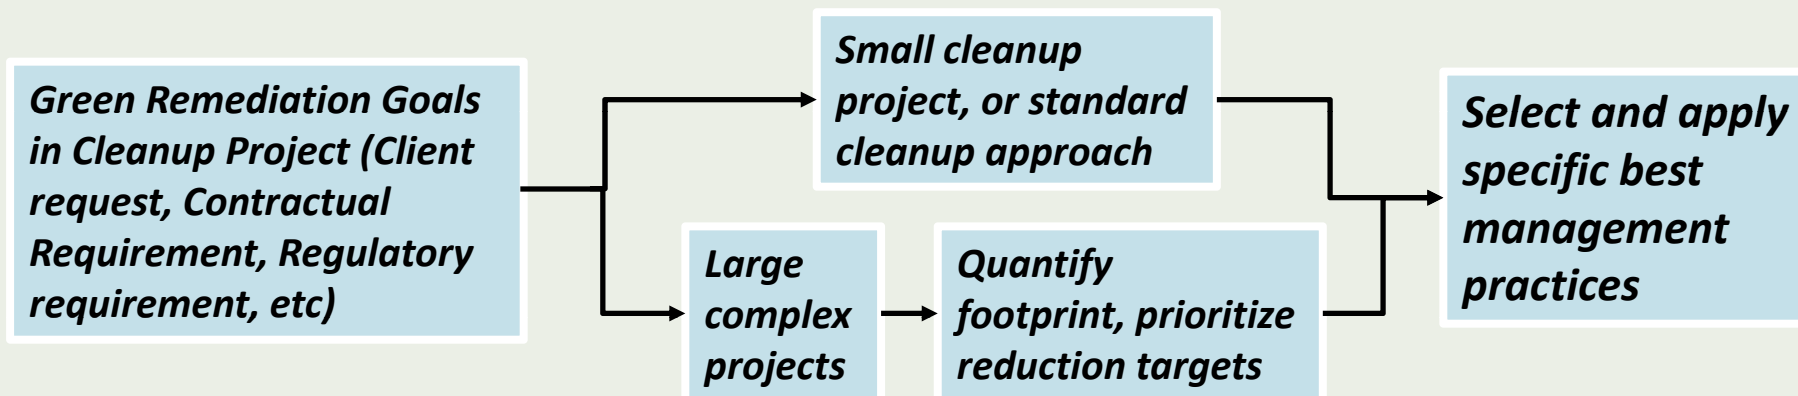 Green Remediation Goals
in Cleanup Project (Client
request, Contractual
Requirement, Regulatory
requirement, etc)
Small cleanup
project, or standard
cleanup approach
Large
complex
projects
Quantify
footprint, prioritize
reduction targets
Select and apply
specific best
management
practices